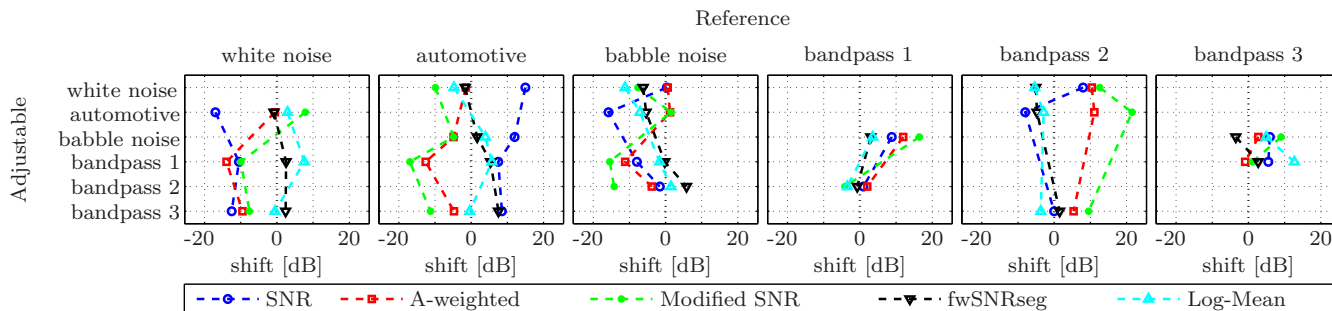 Reference
white noise automotive babble noise bandpass 1 bandpass 2 bandpass 3
Adjustable
white noise
automotive
babble noise
bandpass 1
bandpass 2
bandpass 3
-20 0 20 -20 0 20 -20 0 20 -20 0 20 -20 0 20 -20 0 20
shift [dB] shift [dB] shift [dB] shift [dB] shift [dB] shift [dB]
SNR A-weighted Modified SNR fwSNRseg Log-Mean